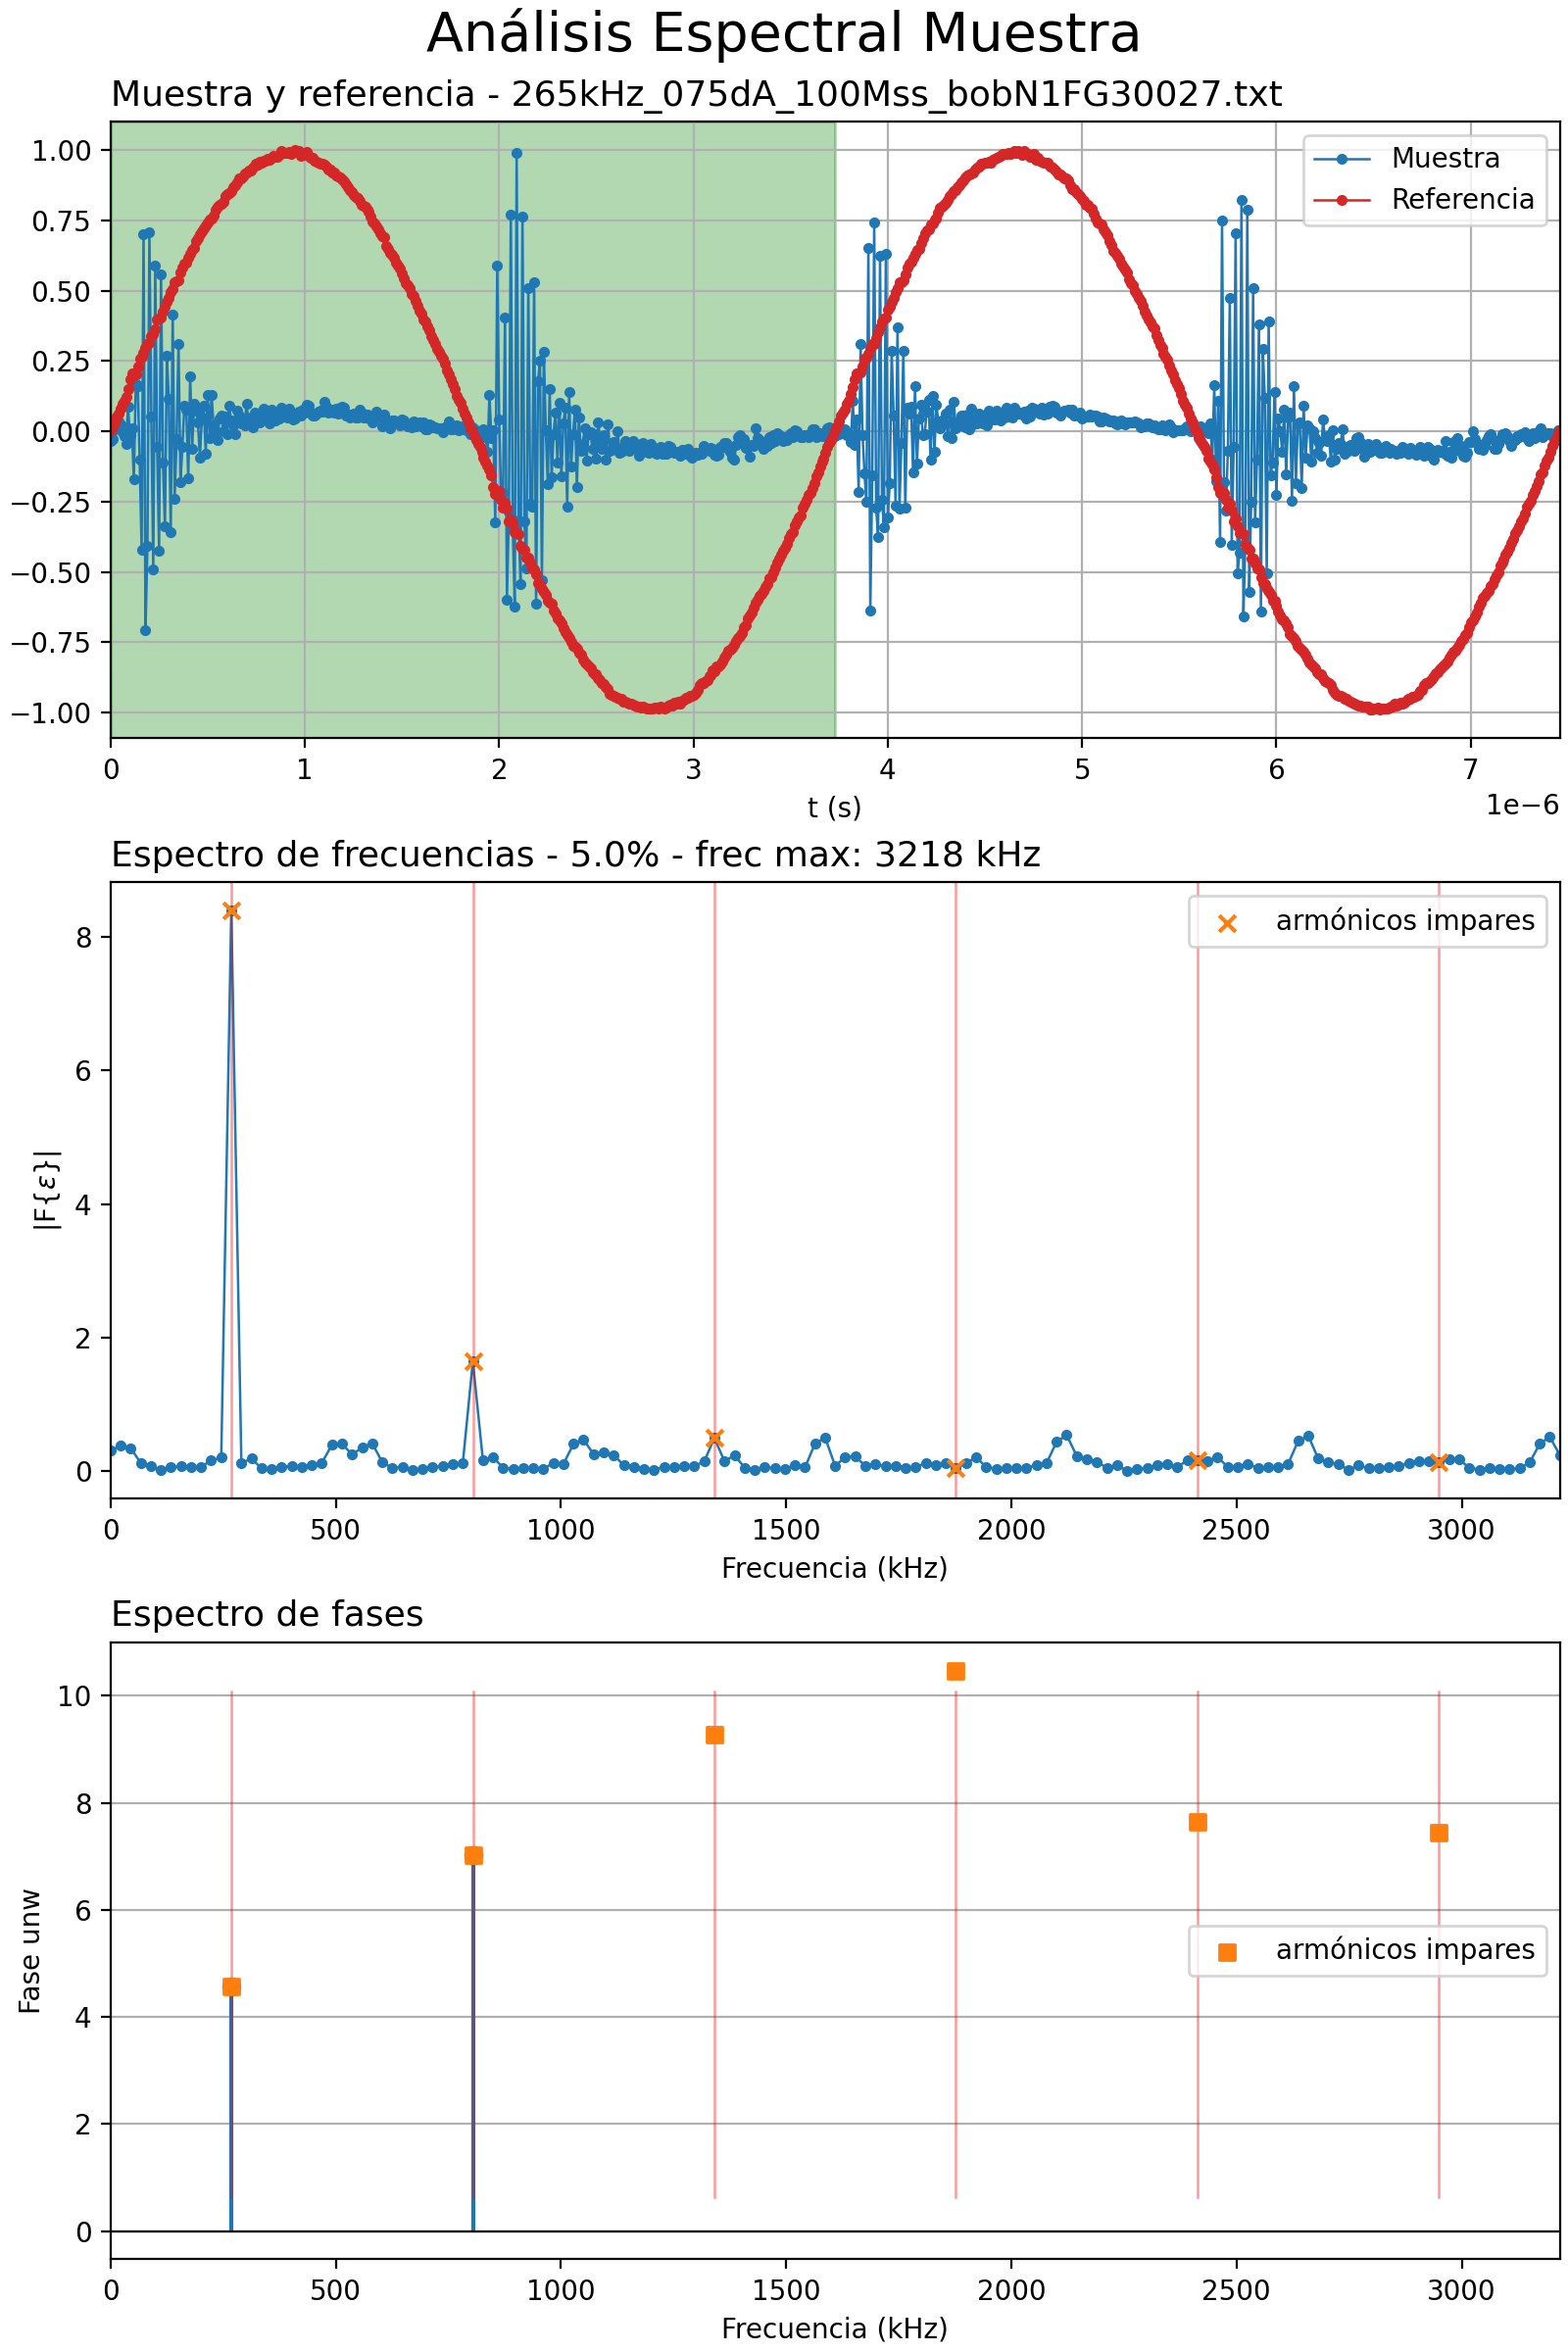 Análisis Espectral Muestra
Muestra y referencia - 265kHz_075dA_100Mss_bobN1FG30027.txt
1.00
0.75
0.50
0.25
0.00
−0.25
−0.50
−0.75
−1.00
Muestra
Referencia
0 1 2 3 4 5 6 7
1e−6
t (s)
Espectro de frecuencias - 5.0% - frec max: 3218 kHz
armónicos impares
|F{ε}|
8
6
4
2
0
0 500 1000 1500 2000 2500 3000
Frecuencia (kHz)
Espectro de fases
Fase unw
10
8
6
4
2
0
armónicos impares
0 500 1000 1500 2000 2500 3000
Frecuencia (kHz)